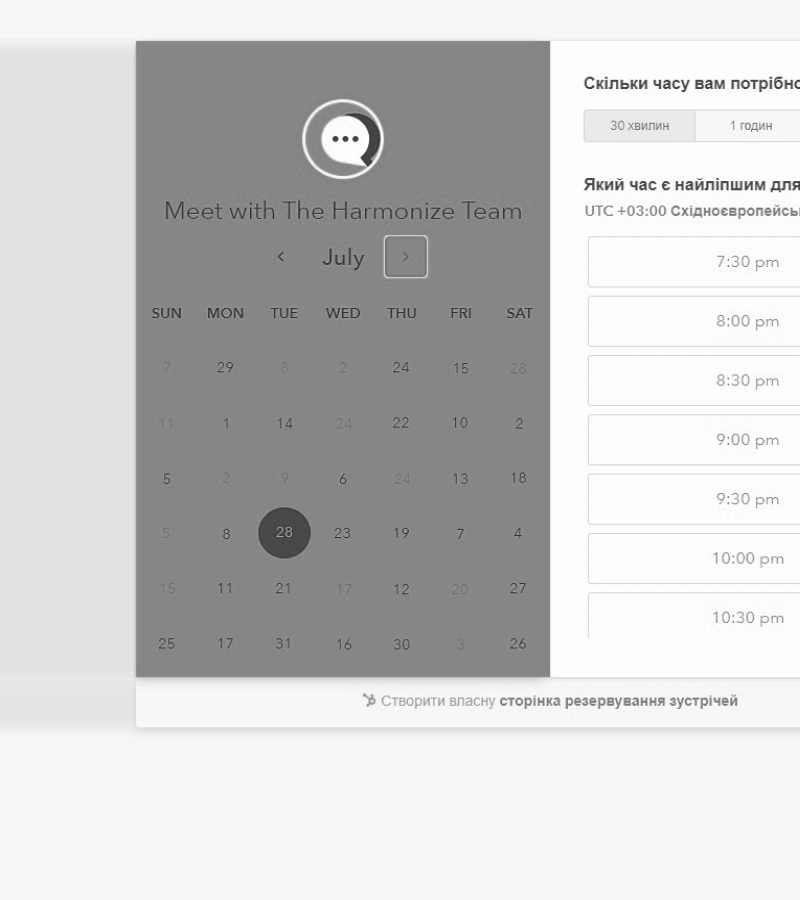 Meet with The Harmonize Team
July
SUN MON TUE WED THU FRI SAT
7 29 8 2 24 15 28
11 1 14 24 22 10 2
5 2 9 6 24 13 18
5 8 28 23 19 7 4
15 11 21 17 12 20 27
25 17 31 16 30 3 26
Скільки часу вам потрібно
30 хвилин 1 годин
Який час є найліпшим для
UTC +03:00 Східноєвропейсь
7:30 pm
8:00 pm
8:30 pm
9:00 pm
9:30 pm
10:00 pm
10:30 pm
Створити власну сторінка резервування зустрічей